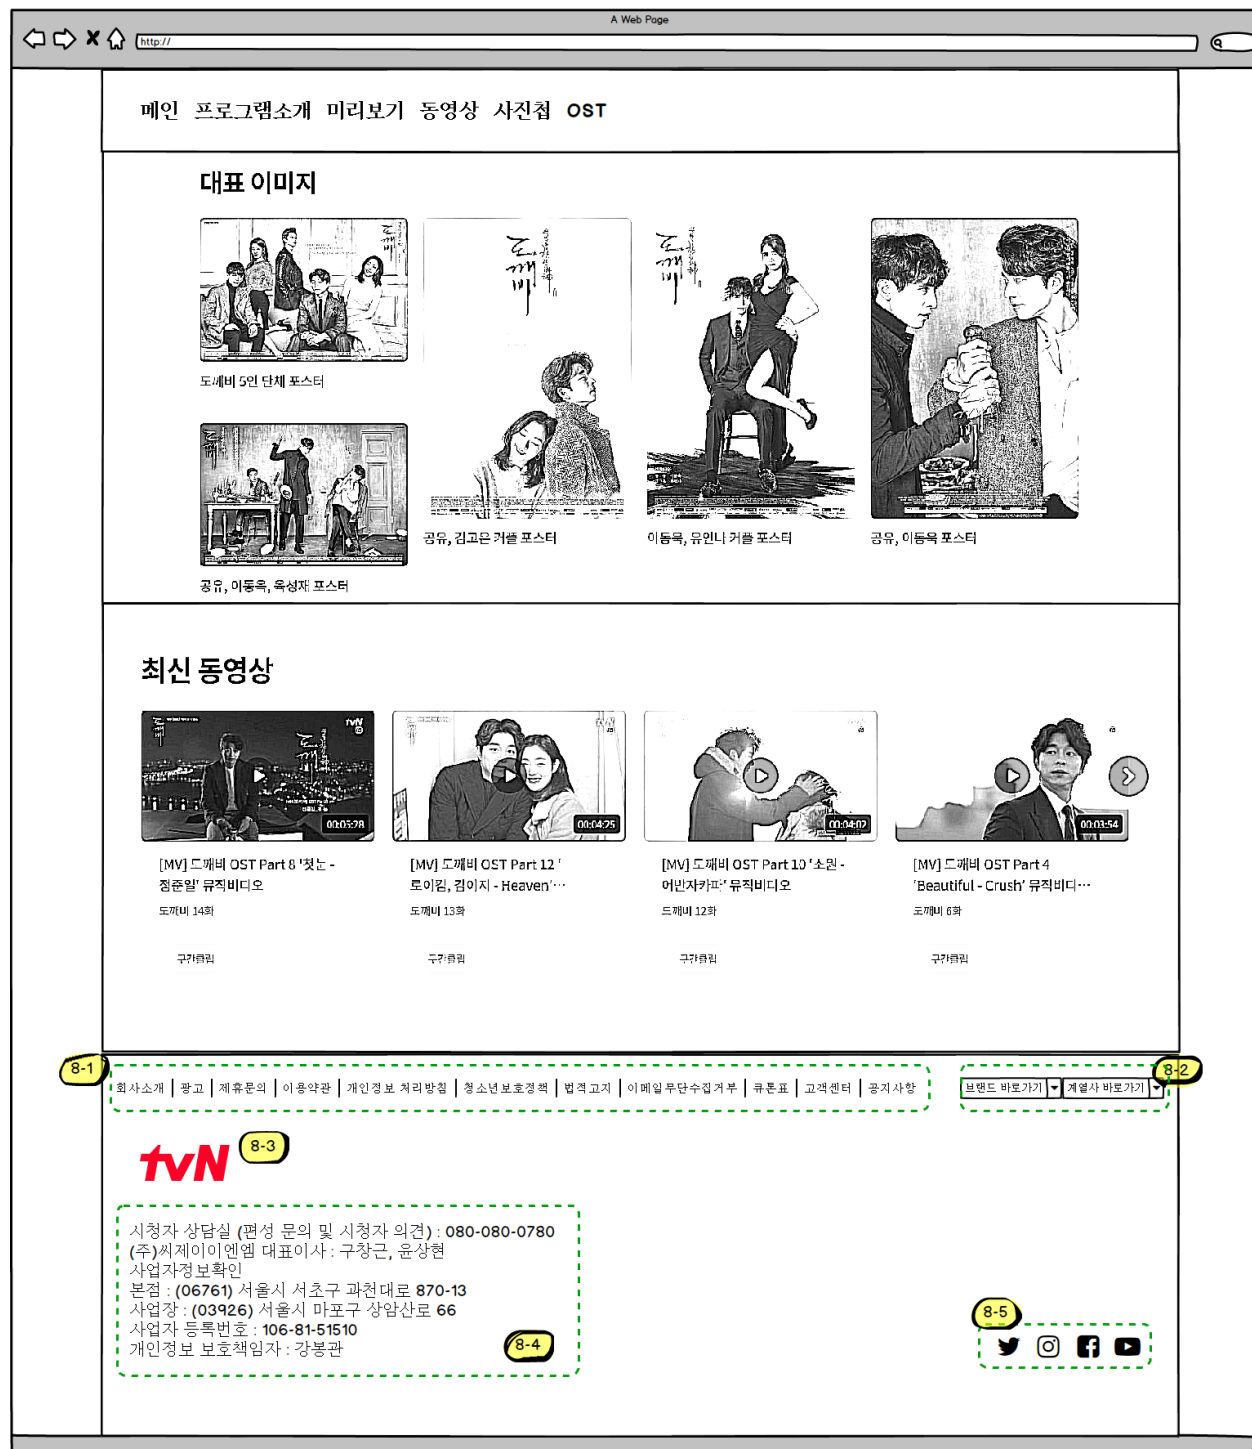 A Web Page
http://
메인 프로그램소개 미리보기 동영상 사진첩 OST
대표 이미지
도깨비
도깨비
도깨비
도깨비 5인 단체 포스터
공유, 김고은 커플 포스터
이동욱, 유인나 커플 포스터
공유, 이동욱 포스터
공유, 이동욱, 육성재 포스터
최신 동영상
tvN
도깨비
00:05:28
00:04:25
00:04:02
00:03:54
[MV] 도깨비 OST Part 8 '첫눈 -
정준일' 뮤직비디오
도깨비 14화
구간클립
[MV] 도깨비 OST Part 12 '
로이킴, 김이지 - Heaven'…
도깨비 13화
구간클립
[MV] 도깨비 OST Part 10 '소원 -
어반자카파' 뮤직비디오
도깨비 12화
구간클립
[MV] 도깨비 OST Part 4
'Beautiful - Crush' 뮤직비디…
도깨비 6화
구간클립
8-1
8-2
회사소개 | 광고 | 제휴문의 | 이용약관 | 개인정보 처리방침 | 청소년보호정책 | 법적고지 | 이메일무단수집거부 | 큐톤표 | 고객센터 | 공지사항
브랜드 바로가기 계열사 바로가기
tvN
8-3
시청자 상담실 (편성 문의 및 시청자 의견) : 080-080-0780
(주)씨제이이엔엠 대표이사 : 구창근, 윤상현
사업자정보확인
본점 : (06761) 서울시 서초구 과천대로 870-13
사업장 : (03926) 서울시 마포구 상암산로 66
사업자 등록번호 : 106-81-51510
개인정보 보호책임자 : 강봉관
8-4
8-5